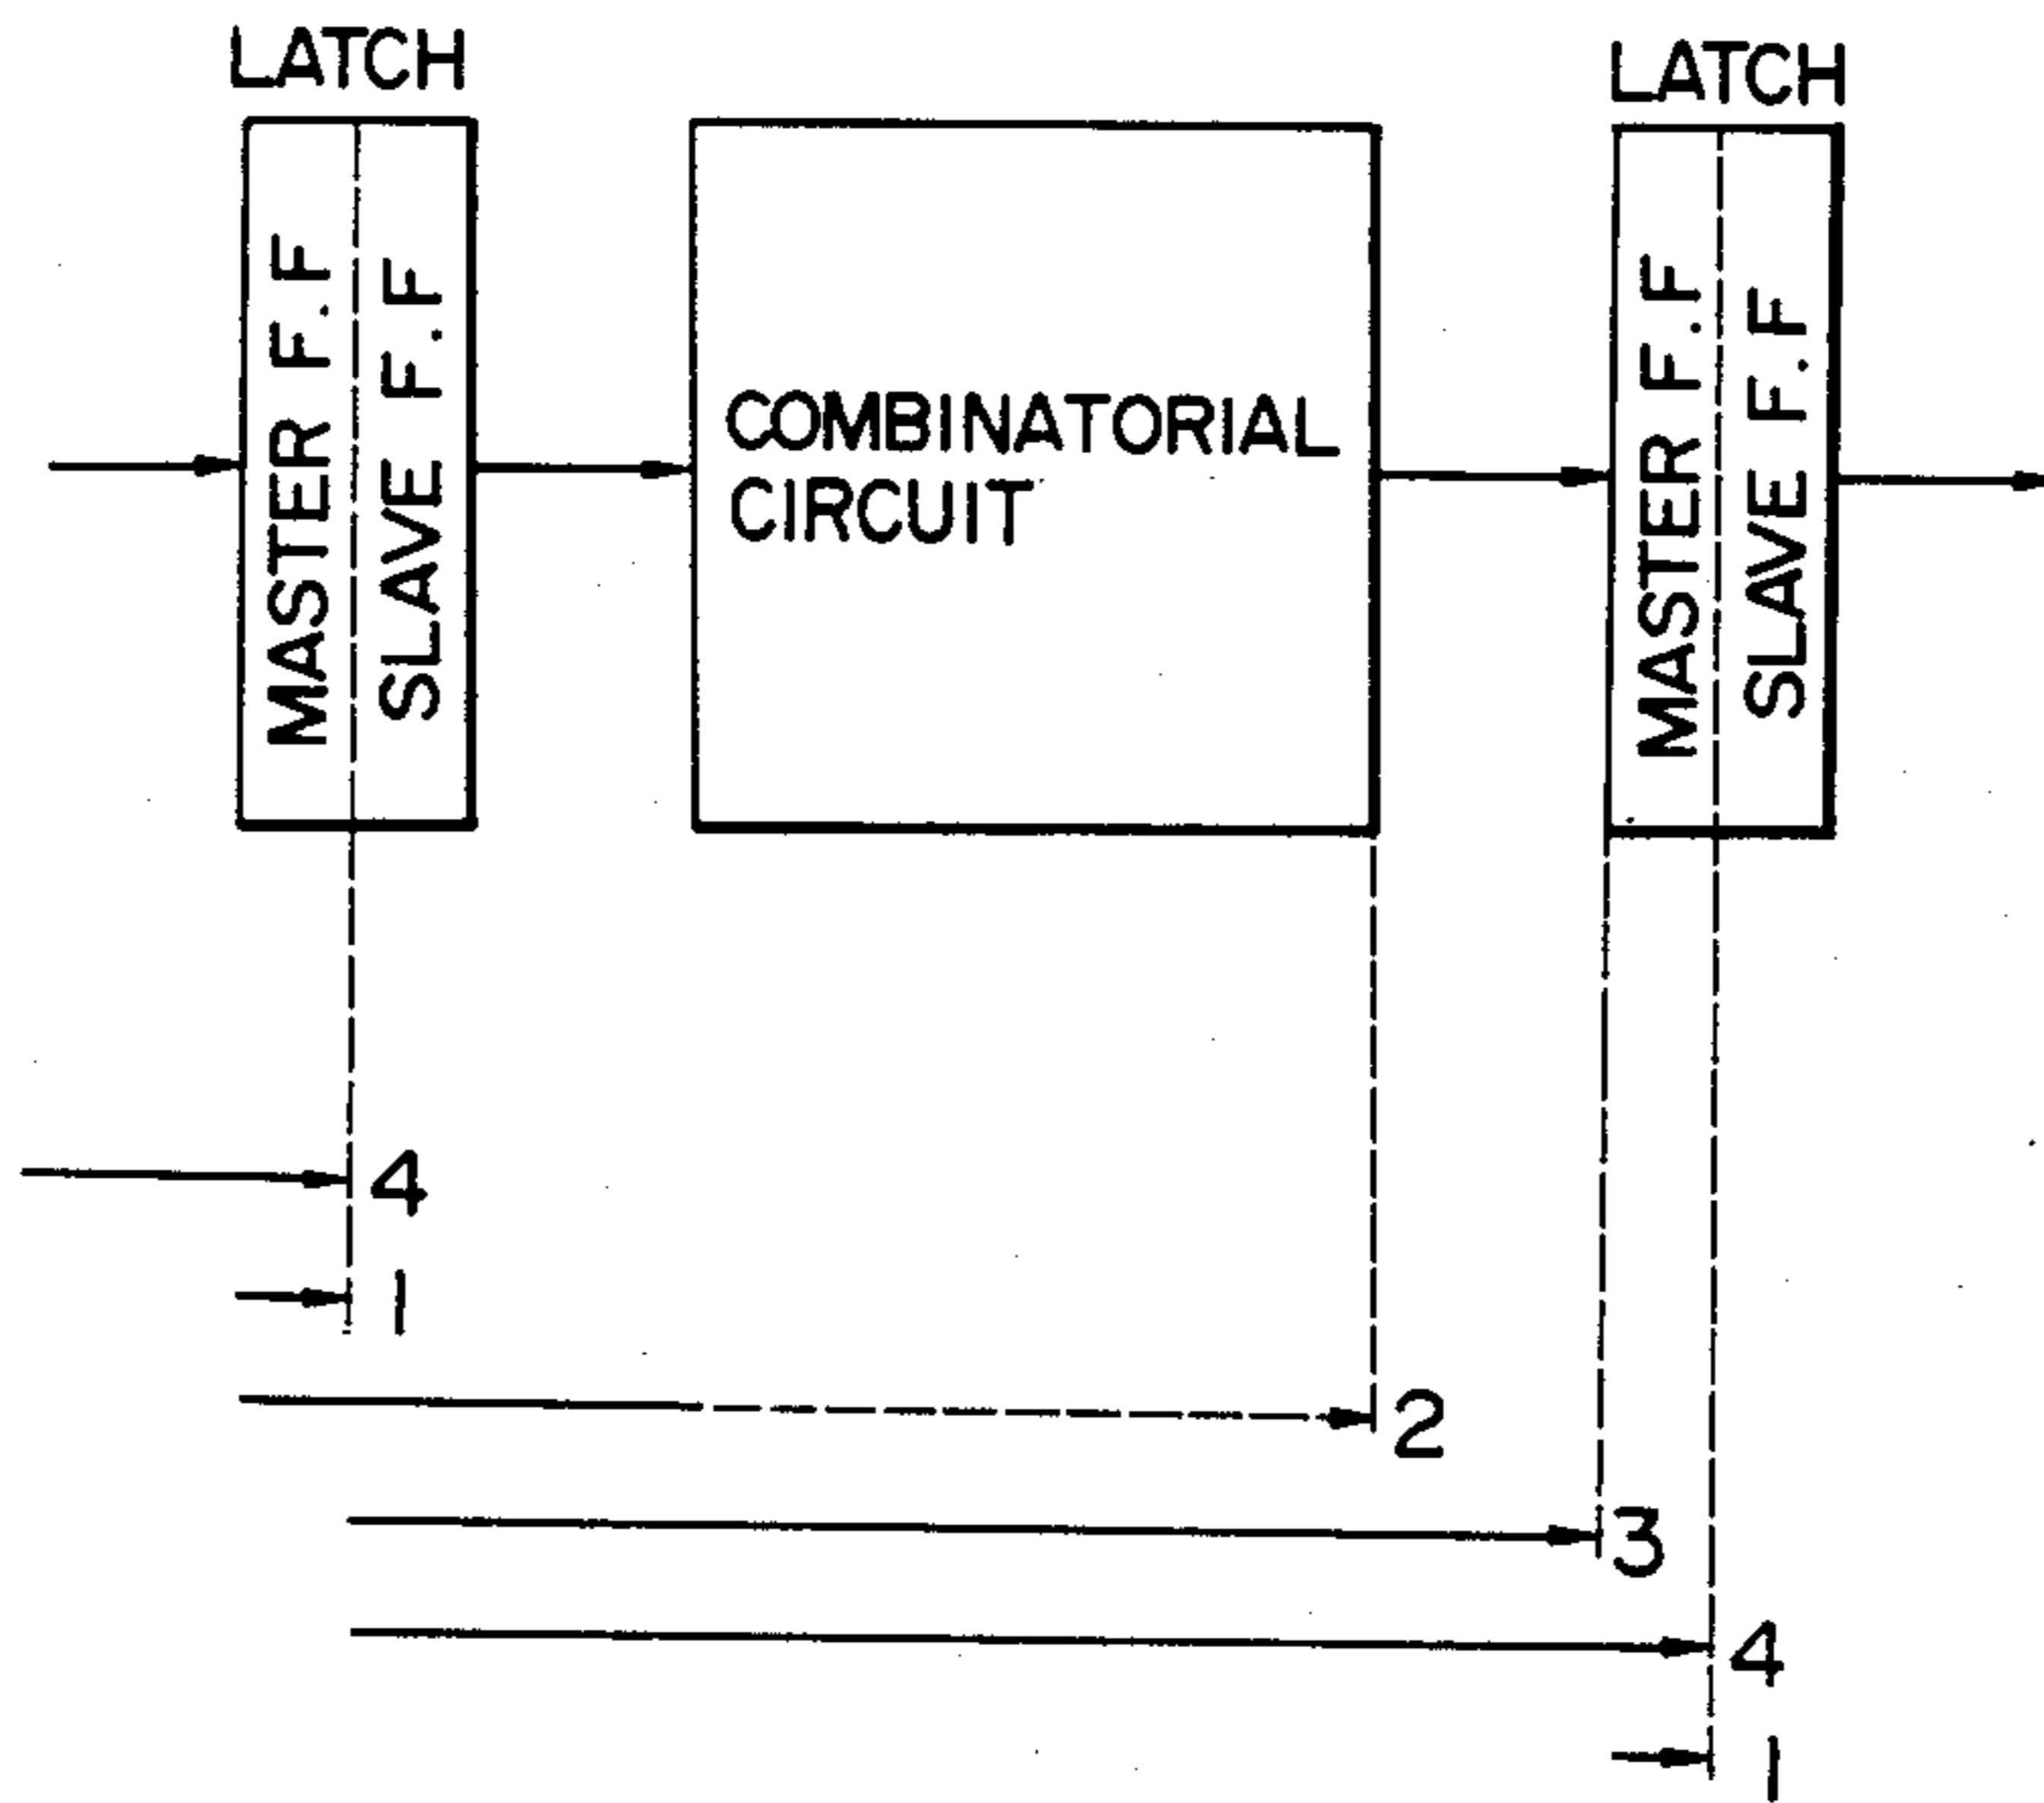 LATCH
LATCH
MASTER F.F
SLAVE F.F
COMBINATORIAL
CIRCUIT
MASTER F.F
SLAVE F.F
4
1
2
3
4
1